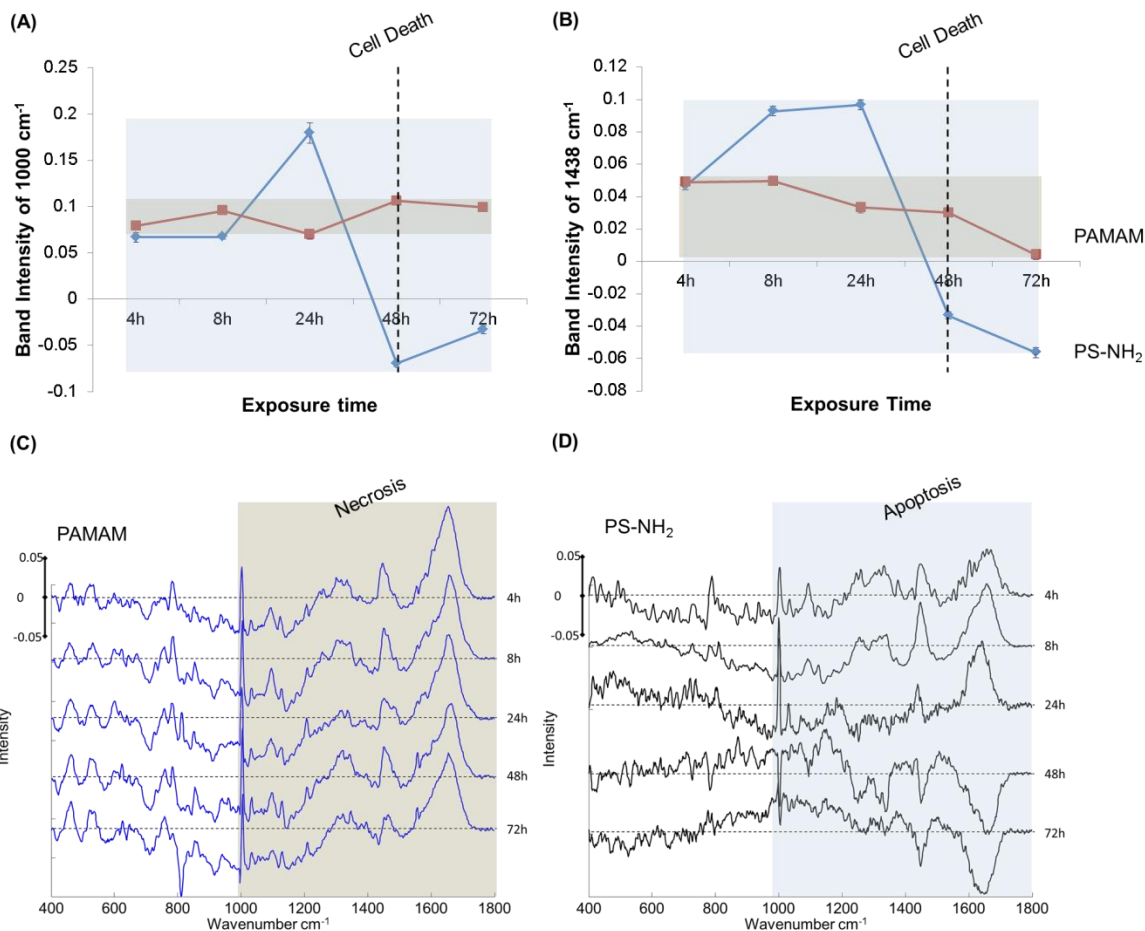 (A)
Cell Death
Band Intensity of 1000 cm⁻¹
0.25
0.2
0.15
0.1
0.05
0
-0.05
-0.1
4h 8h 24h 48h 72h
Exposure time
(B)
Cell Death
Band Intensity of 1438 cm⁻¹
0.12
0.1
0.08
0.06
0.04
0.02
0
-0.02
-0.04
-0.06
-0.08
4h 8h 24h 48h 72h
PAMAM
PS-NH₂
Exposure Time
(C)
Necrosis
PAMAM
0.05
0
-0.05
4h
8h
24h
48h
72h
Intensity
400 600 800 1000 1200 1400 1600 1800
Wavenumber cm⁻¹
(D)
Apoptosis
PS-NH₂
0.05
0
-0.05
4h
8h
24h
48h
72h
Intensity
400 600 800 1000 1200 1400 1600 1800
Wavenumber cm⁻¹